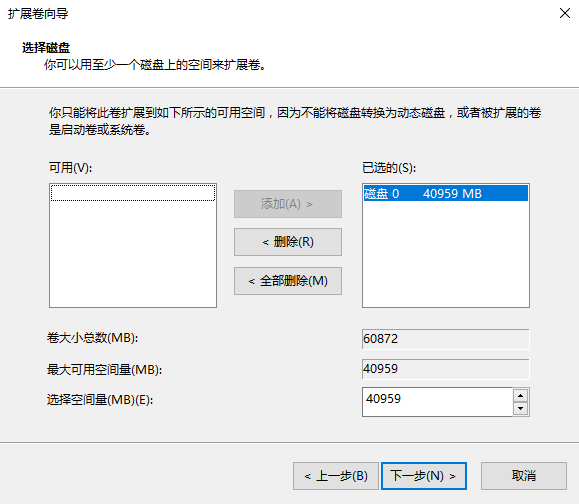 扩展卷向导
选择磁盘
你可以用至少一个磁盘上的空间来扩展卷。
你只能将此卷扩展到如下所示的可用空间，因为不能将磁盘转换为动态磁盘，或者被扩展的卷
是启动卷或系统卷。
可用(V):
已选的(S):
磁盘 0 40959 MB
添加(A) >
< 删除(R)
< 全部删除(M)
卷大小总数(MB): 60872
最大可用空间量(MB): 40959
选择空间量(MB)(E): 40959
< 上一步(B) 下一步(N) > 取消